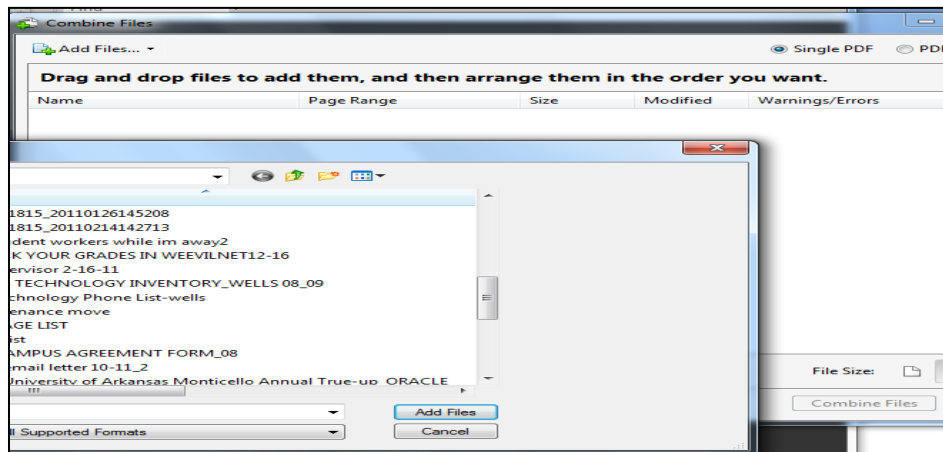 Combine Files
Add Files...
Single PDF
Drag and drop files to add them, and then arrange them in the order you want.
Name Page Range Size Modified Warnings/Errors
1815_20110126145208
1815_20110214142713
dent workers while im away2
K YOUR GRADES IN WEEVILNET12-16
ervisor 2-16-11
TECHNOLOGY INVENTORY_WELLS 08_09
chnology Phone List-wells
enance move
AGE LIST
ist
AMPUS AGREEMENT FORM_08
mail letter 10-11_2
University of Arkansas Monticello Annual True-up ORACLE
File Size:
Combine Files
Add Files
ll Supported Formats
Cancel